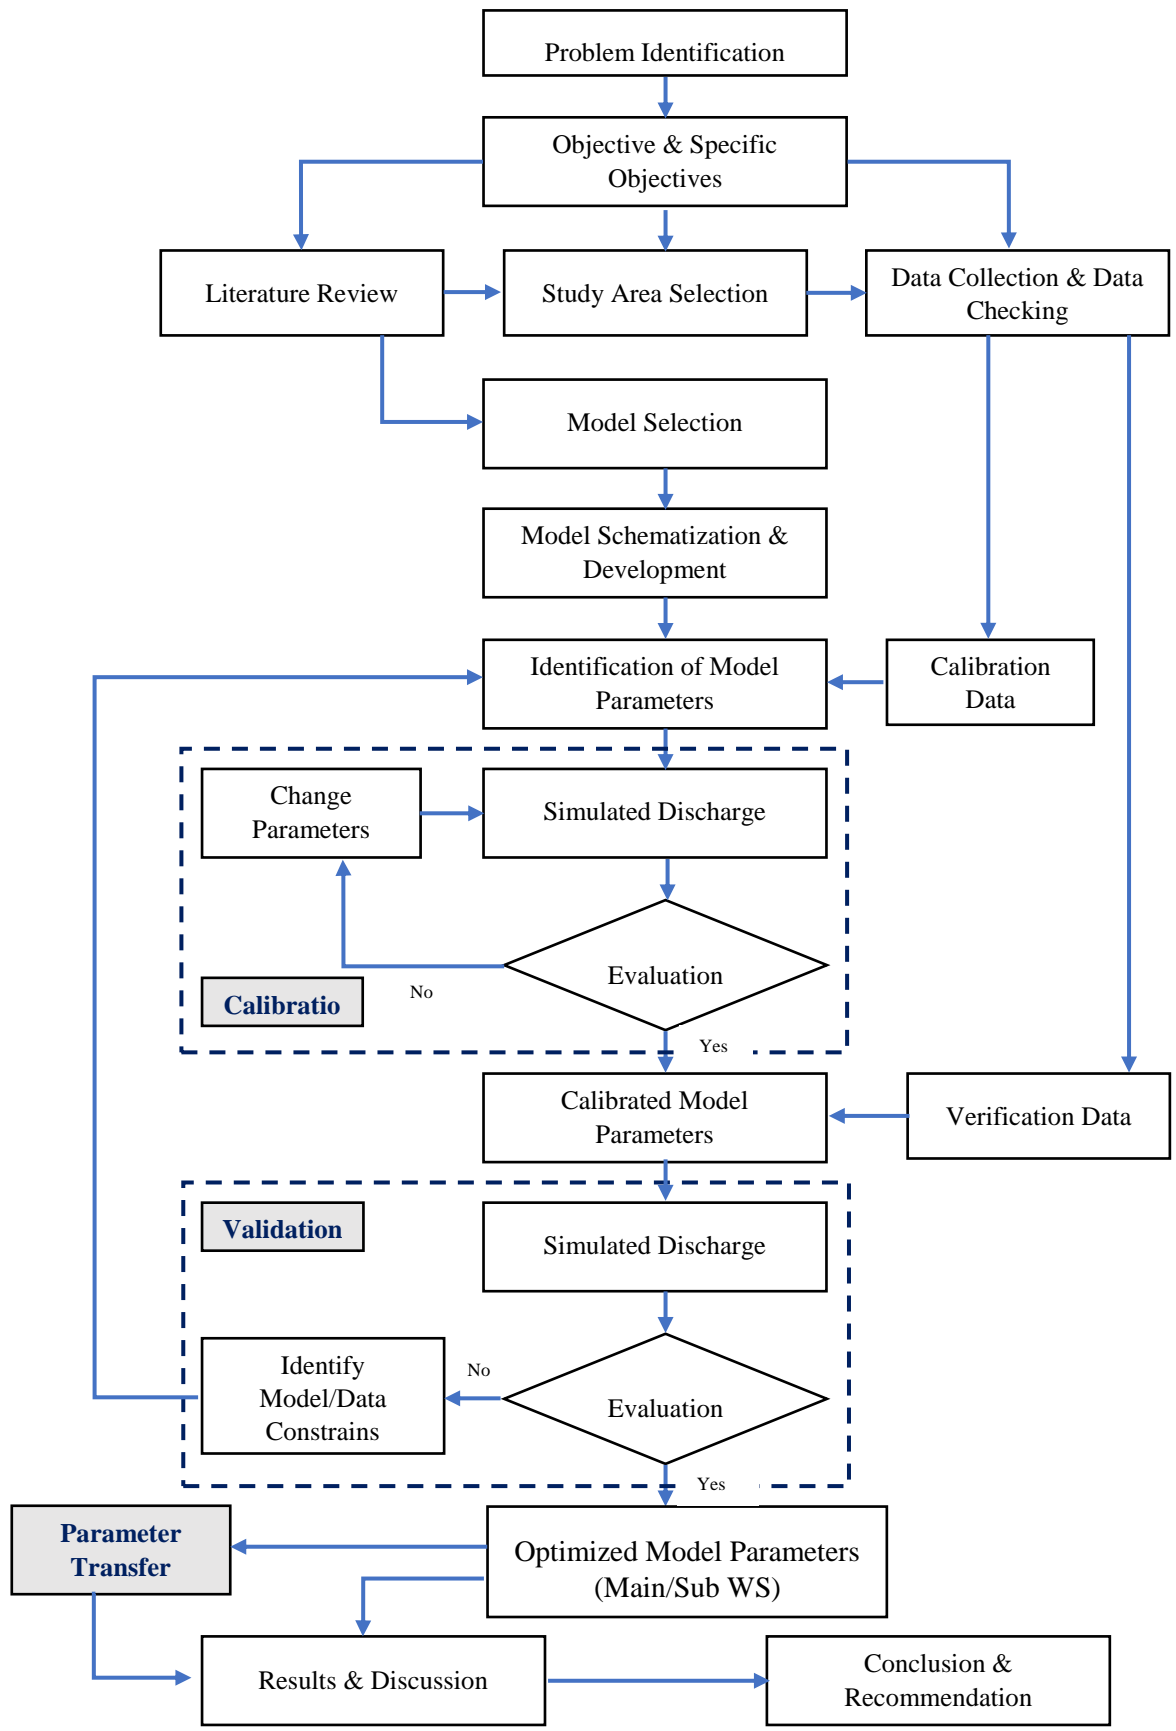 Problem Identification
Objective & Specific
Objectives
Literature Review
Study Area Selection
Data Collection & Data
Checking
Model Selection
Model Schematization &
Development
Identification of Model
Parameters
Calibration
Data
Change
Parameters
Simulated Discharge
Evaluation
No
Calibratio
Yes
Calibrated Model
Parameters
Verification Data
Validation
Simulated Discharge
Identify
Model/Data
Constrains
No
Evaluation
Yes
Parameter
Transfer
Optimized Model Parameters
(Main/Sub WS)
Results & Discussion
Conclusion &
Recommendation